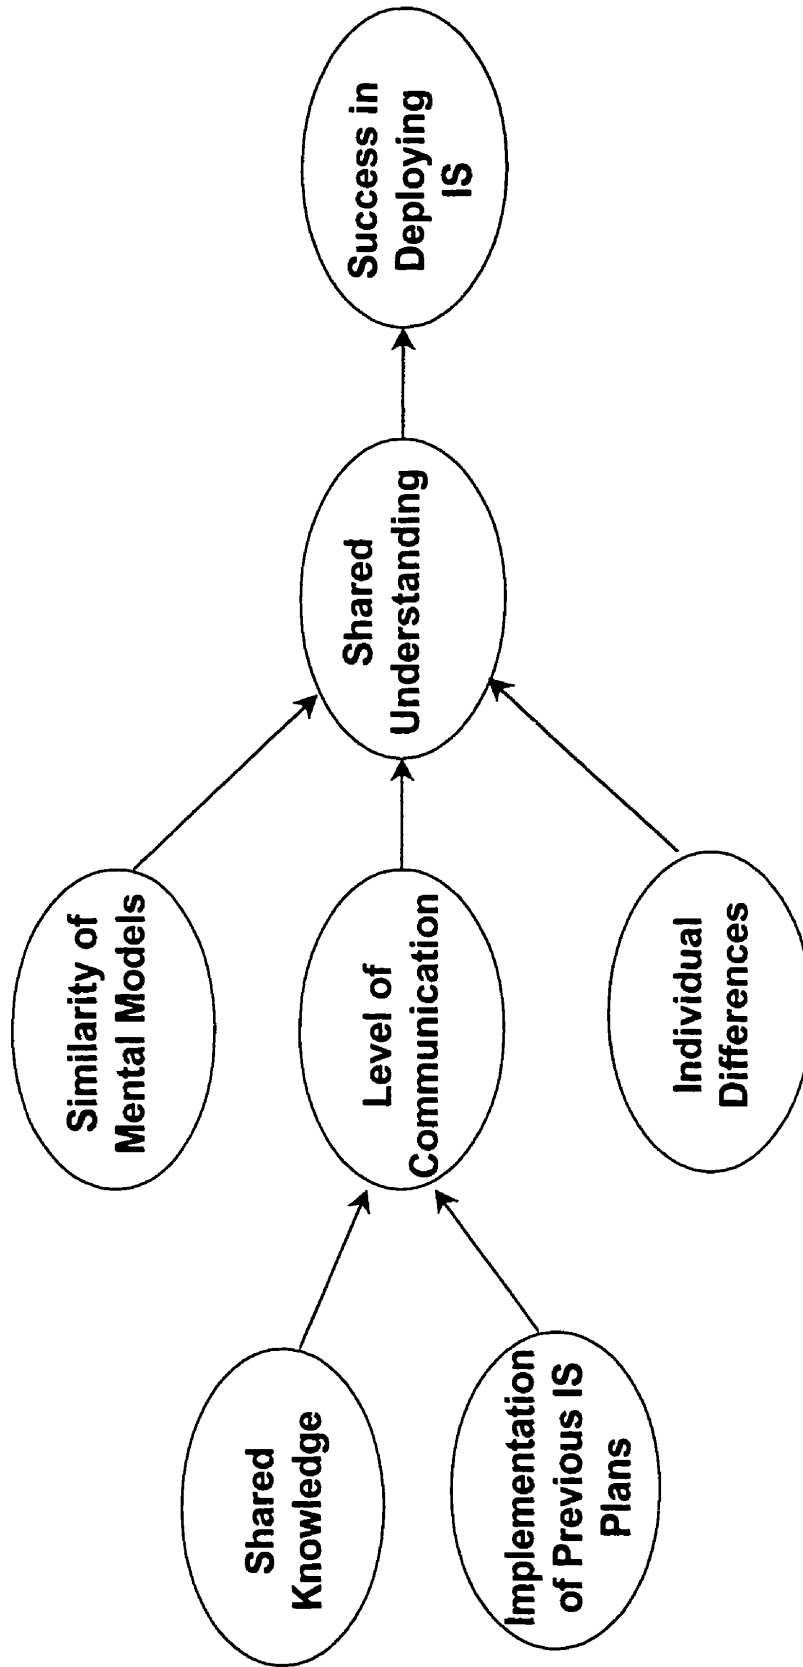 Shared
Knowledge
Implementation
of Previous IS
Plans
Similarity of
Mental Models
Level of
Communication
Individual
Differences
Shared
Understanding
Success in
Deploying
IS